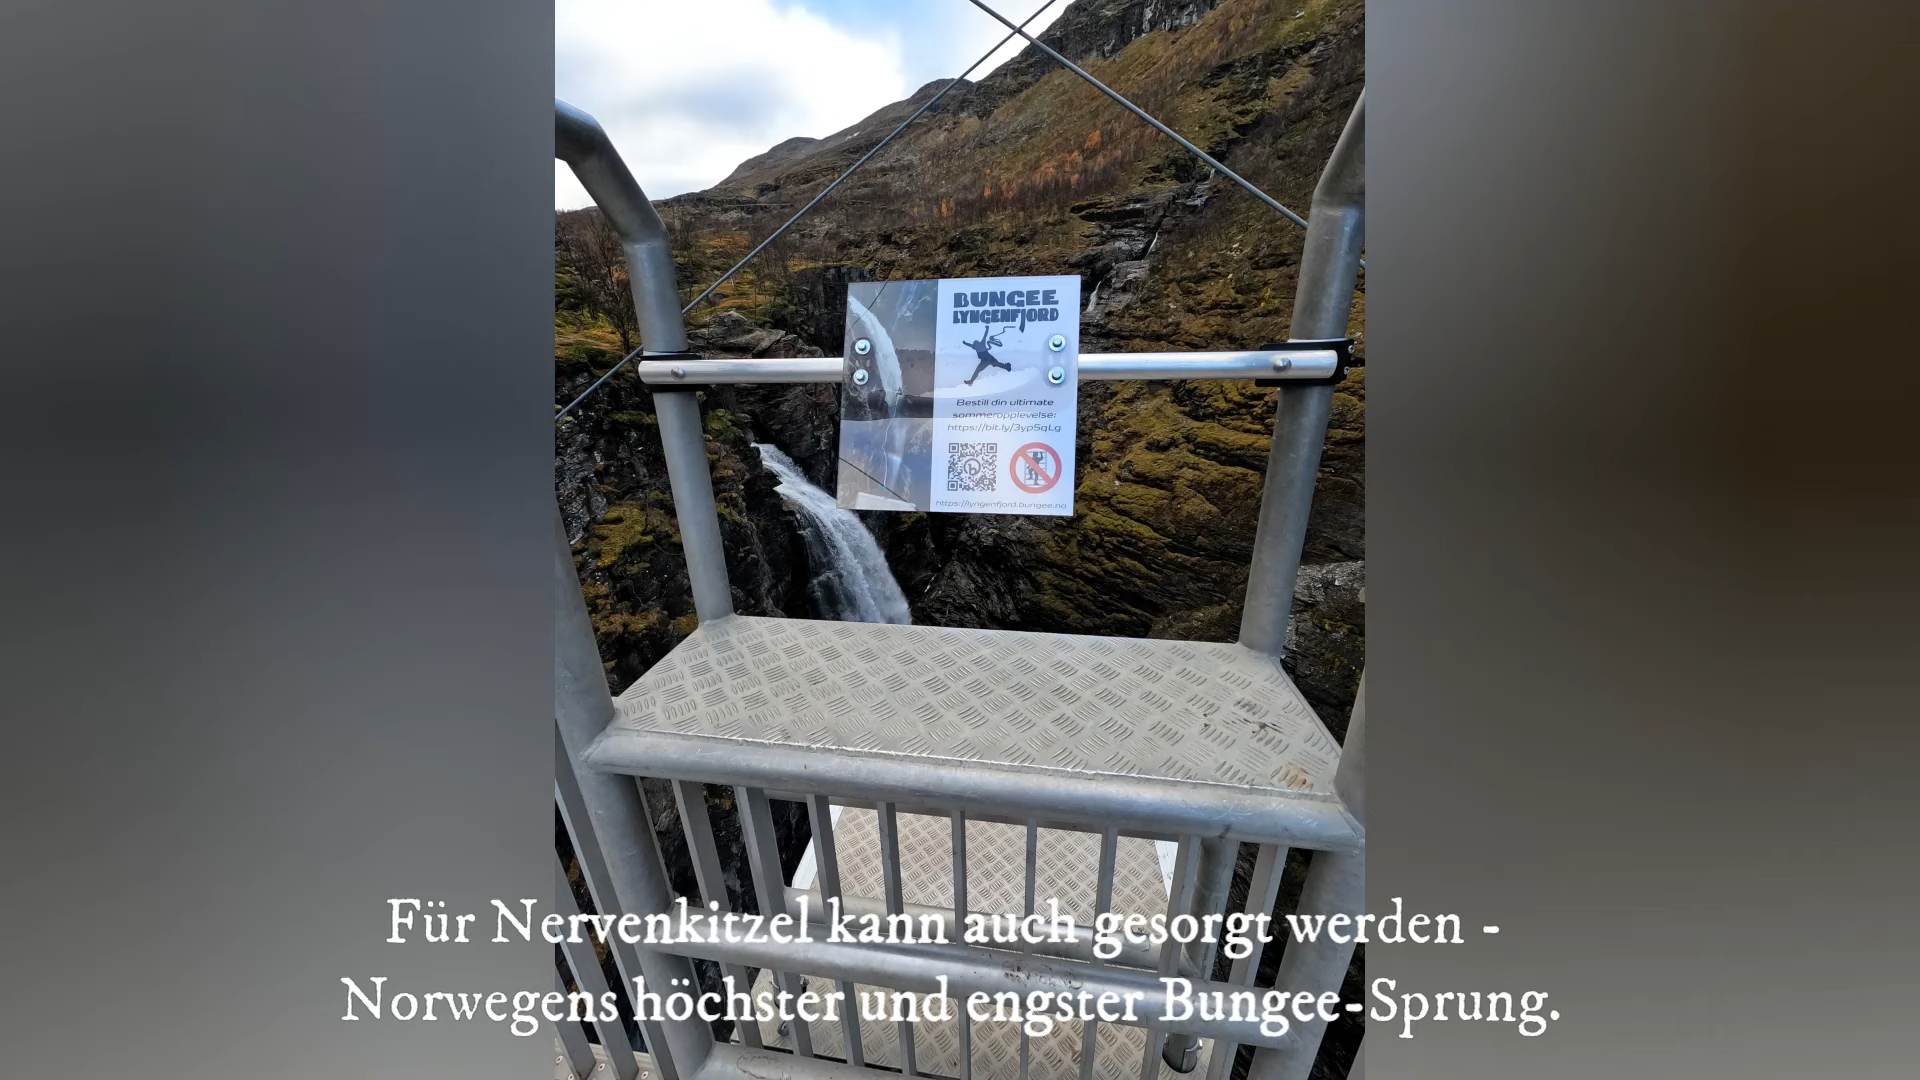 BUNGEE
LYNGENFJORD
Bestill din ultimate
sommeropplevelse:
https://bit.ly/3yp5qLg
https://lyngenfjord.bungee.no
Für Nervenkitzel kann auch gesorgt werden -
Norwegens höchster und engster Bungee-Sprung.